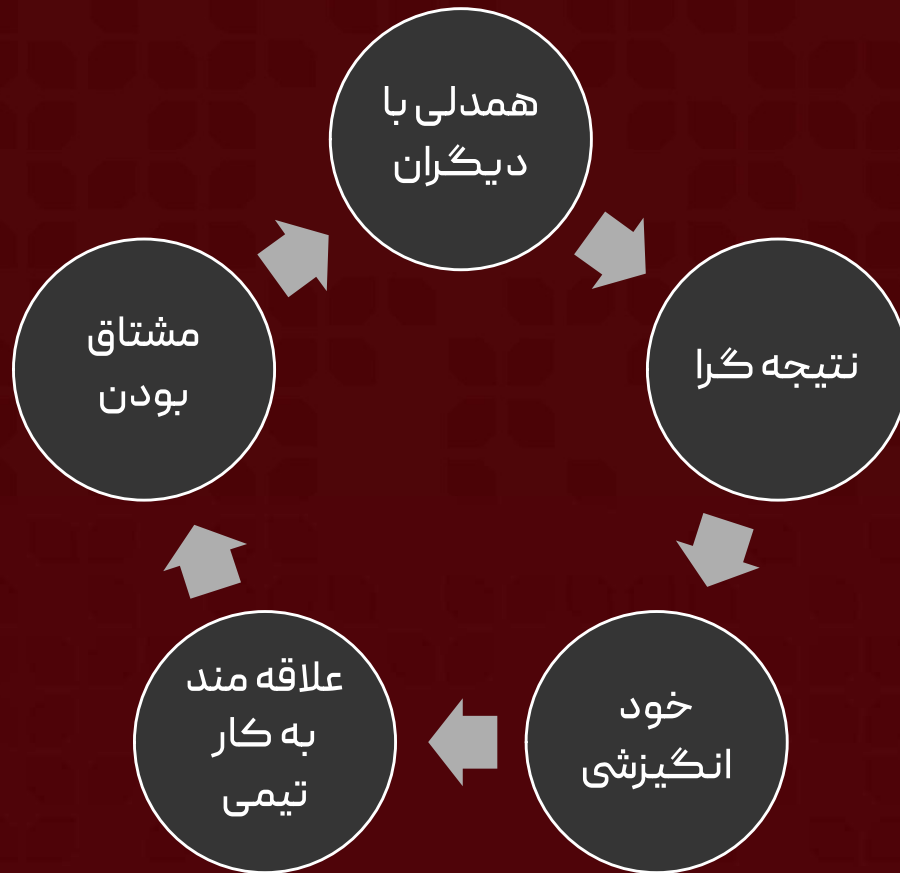 همدلی با
دیگران
نتیجه گرا
خود
انگیزشی
علاقه مند
به کار
تیمی
مشتاق
بودن